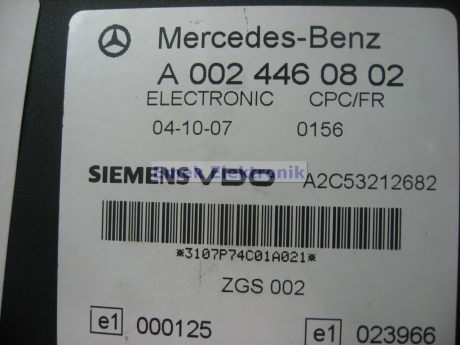 Mercedes-Benz
A 002 446 08 02
ELECTRONIC CPC/FR
04-10-07 0156
SIEMENS VDO A2C53212682
*3107P74C01A021*
ZGS 002
e1 000125 e1 023966